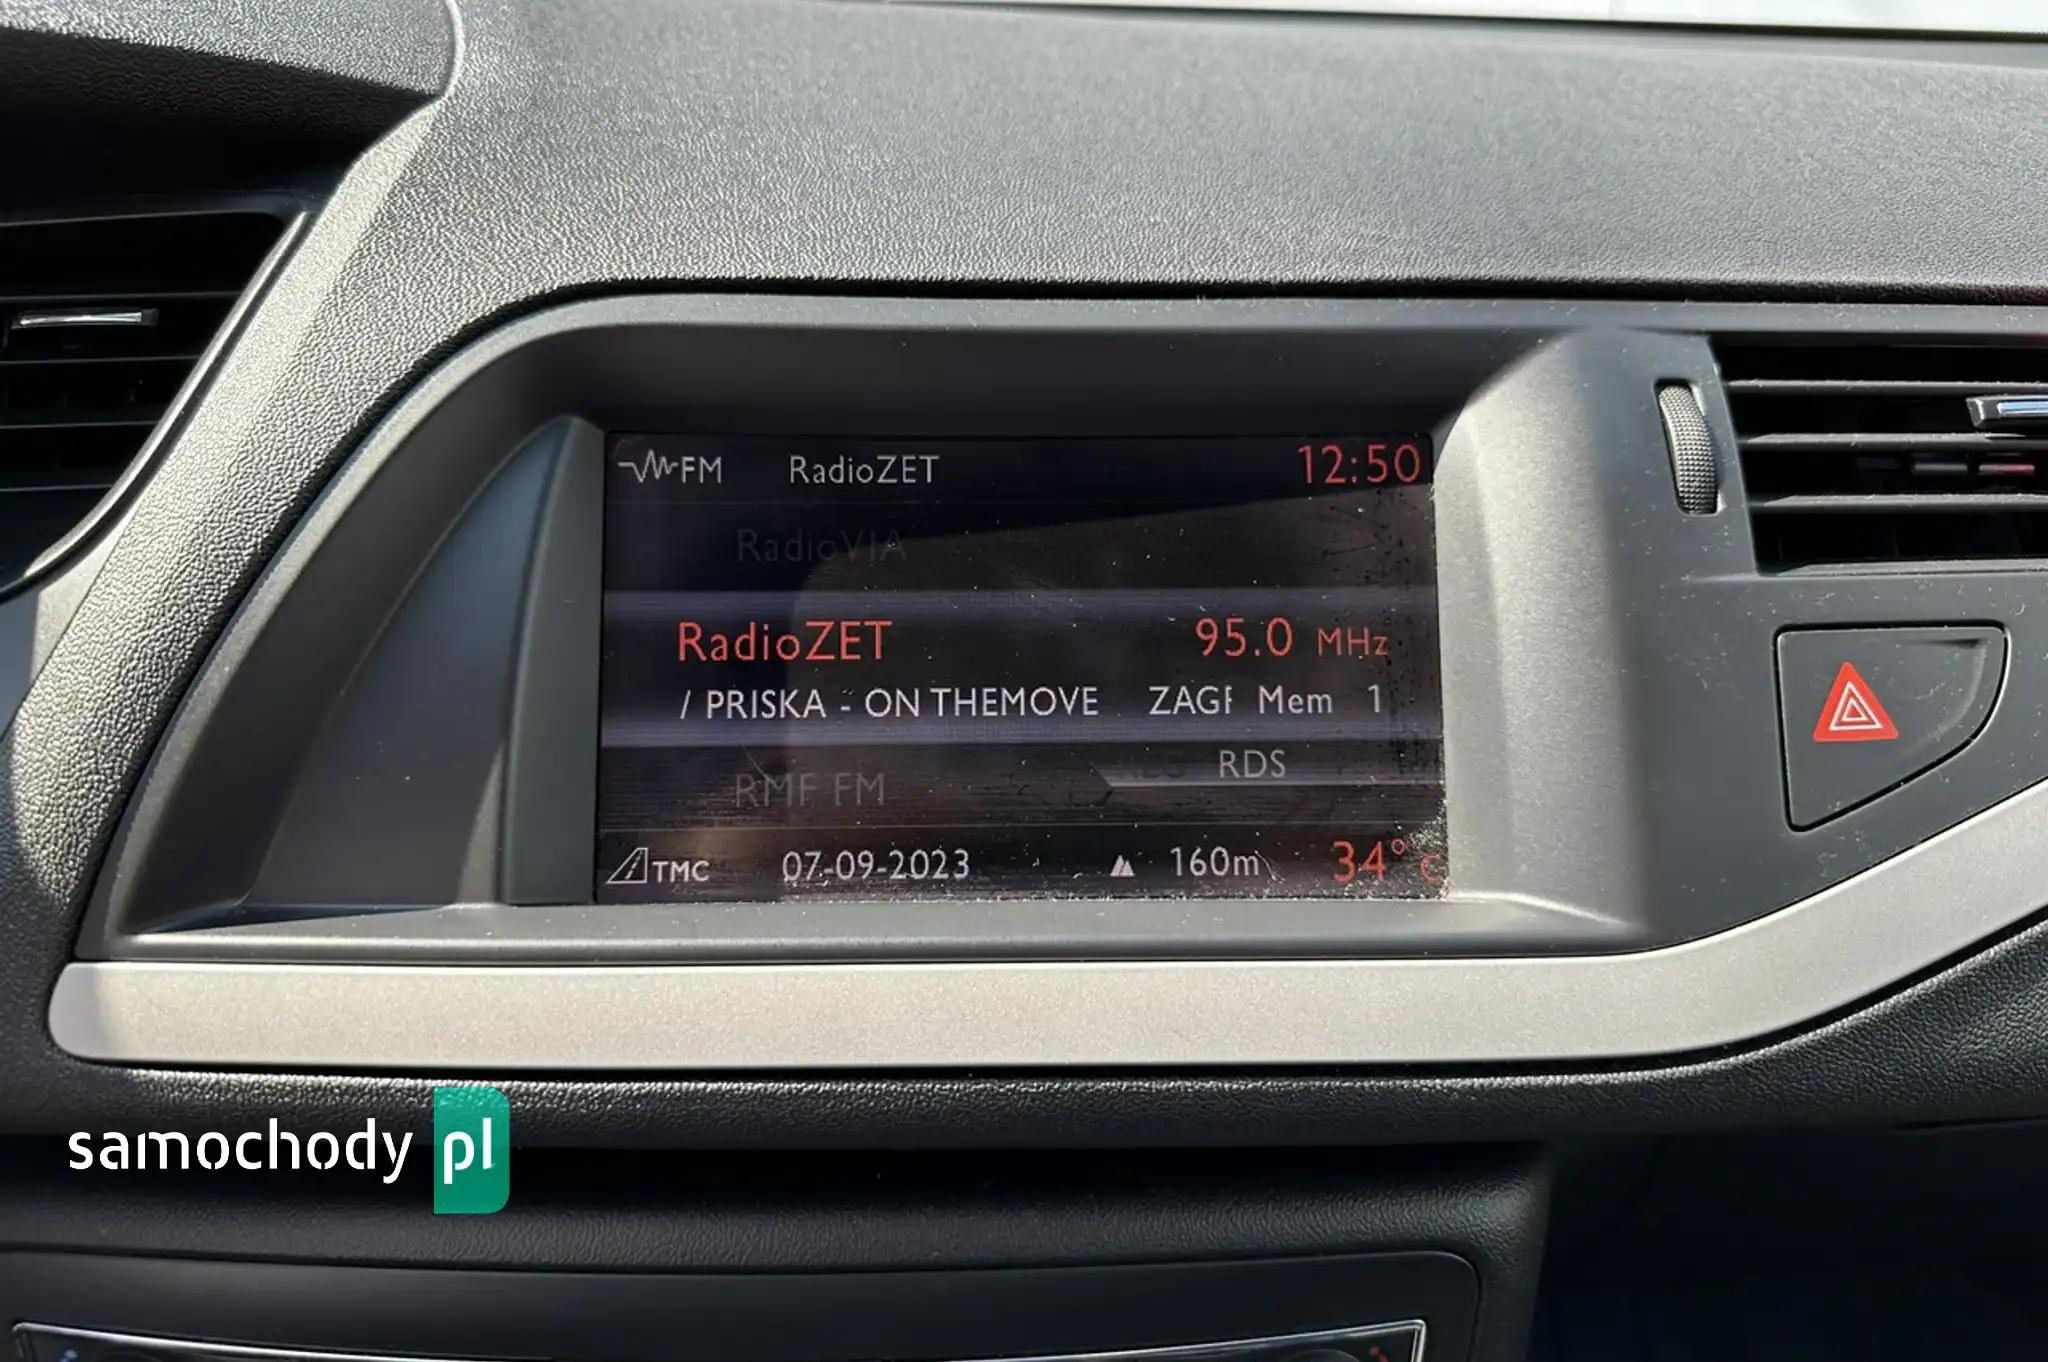 FM RadioZET 12:50
RadioVIA
RadioZET 95.0 MHz
/ PRISKA - ON THEMOVE ZAGF Mem 1
RMF FM RDS
TMC 07-09-2023 160m 34°C
samochody pl